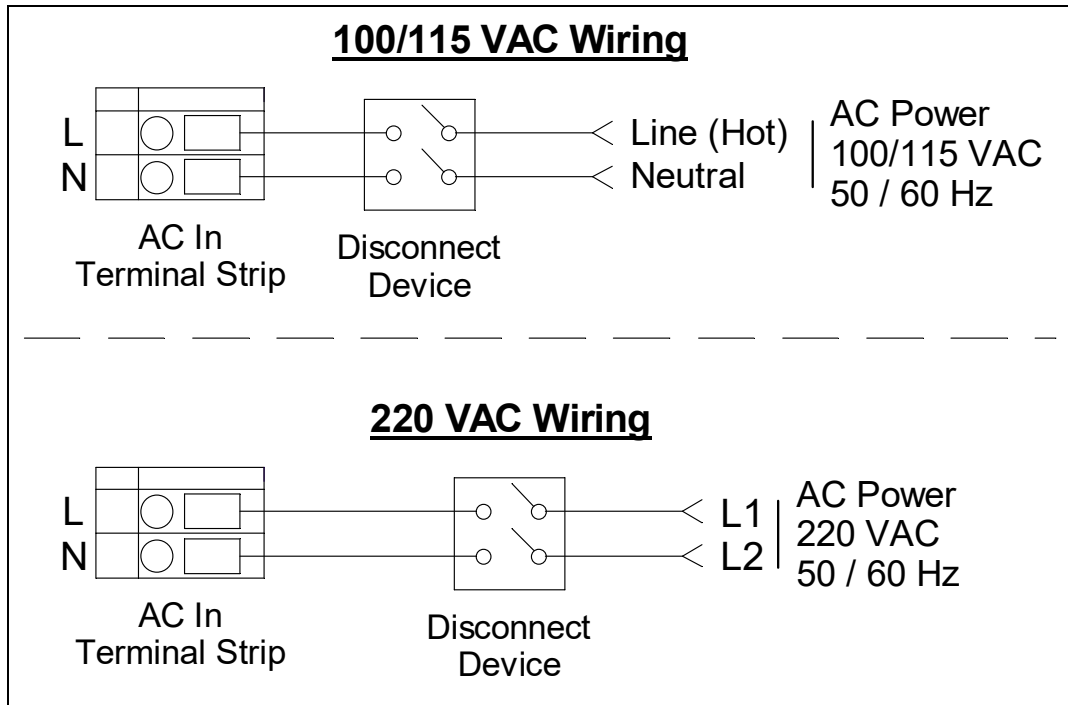 100/115 VAC Wiring
L
N
AC In
Terminal Strip
Disconnect
Device
Line (Hot)
Neutral
AC Power
100/115 VAC
50 / 60 Hz
220 VAC Wiring
L
N
AC In
Terminal Strip
Disconnect
Device
L1
L2
AC Power
220 VAC
50 / 60 Hz